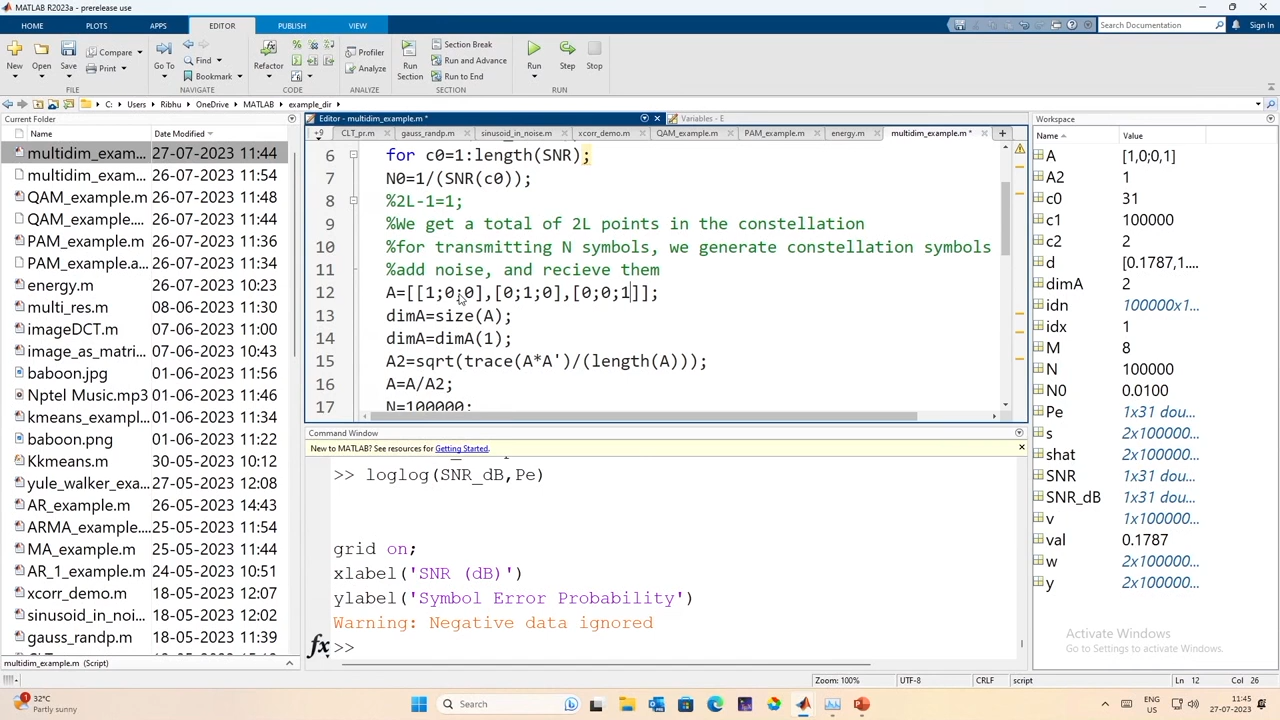 MATLAB R2023a - prerelease use
HOME PLOTS APPS EDITOR PUBLISH VIEW
Search Documentation
Sign In
New Open Save Compare Print
Go To Find Bookmark
Refactor
Profiler Analyze
Run Section Section Break Run and Advance Run to End
Run Step Stop
FILE NAVIGATE CODE ANALYZE SECTION RUN
C: Users Ribhu OneDrive MATLAB example_dir
Current Folder
Name Date Modified
multidim_exam... 27-07-2023 11:44
multidim_exam... 26-07-2023 11:54
QAM_example.m 26-07-2023 11:48
QAM_example.... 26-07-2023 11:44
PAM_example.m 26-07-2023 11:36
PAM_example.a... 26-07-2023 11:34
energy.m 26-07-2023 10:23
multi_res.m 07-06-2023 11:34
imageDCT.m 07-06-2023 11:00
image_as_matri... 07-06-2023 10:43
baboon.jpg 01-06-2023 11:56
Nptel Music.mp3 01-06-2023 11:46
kmeans_exampl... 01-06-2023 11:34
baboon.png 01-06-2023 11:22
Kkmeans.m 30-05-2023 10:12
yule_walker_exa... 27-05-2023 12:08
AR_example.m 26-05-2023 14:43
ARMA_example.... 25-05-2023 11:54
MA_example.m 25-05-2023 11:44
AR_1_example.m 24-05-2023 10:51
xcorr_demo.m 18-05-2023 12:07
sinusoid_in_noi... 18-05-2023 12:02
gauss_randp.m 18-05-2023 11:39
multidim_example.m (Script)
Editor - multidim_example.m *
Variables - E
+9 CLT_pr.m gauss_randp.m sinusoid_in_noise.m xcorr_demo.m QAM_example.m PAM_example.m energy.m multidim_example.m *
6 for c0=1:length(SNR);
7 N0=1/(SNR(c0));
8 %2L-1=1;
9 %We get a total of 2L points in the constellation
10 %for transmitting N symbols, we generate constellation symbols
11 %add noise, and recieve them
12 A=[[1;0;0],[0;1;0],[0;0;1]];
13 dimA=size(A);
14 dimA=dimA(1);
15 A2=sqrt(trace(A*A')/(length(A)));
16 A=A/A2;
17 N=100000;
Command Window
New to MATLAB? See resources for Getting Started.
>> loglog(SNR_dB,Pe)
grid on;
xlabel('SNR (dB)')
ylabel('Symbol Error Probability')
Warning: Negative data ignored
fx >>
Workspace
Name Value
A [1,0;0,1]
A2 1
c0 31
c1 100000
c2 2
d [0.1787,1....
dimA 2
idn 100000x1...
idx 1
M 8
N 100000
N0 0.0100
Pe 1x31 dou...
s 2x100000...
shat 2x100000...
SNR 1x31 dou...
SNR_dB 1x31 dou...
v 1x100000...
val 0.1787
w 2x100000...
y 2x100000...
Activate Windows
Go to Settings to activate Windows.
Zoom: 100% UTF-8 CRLF script Ln 12 Col 26
32°C
Partly sunny
Search
ENG
US
11:45
27-07-2023